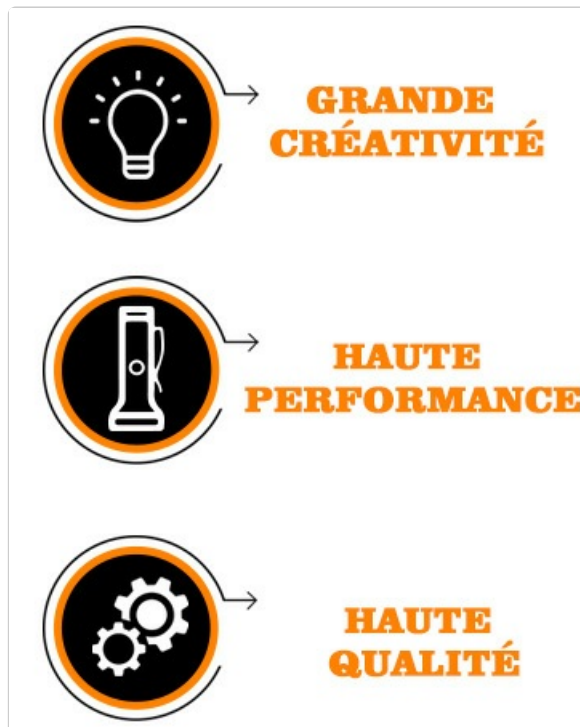 GRANDE
CRÉATIVITÉ
HAUTE
PERFORMANCE
HAUTE
QUALITÉ